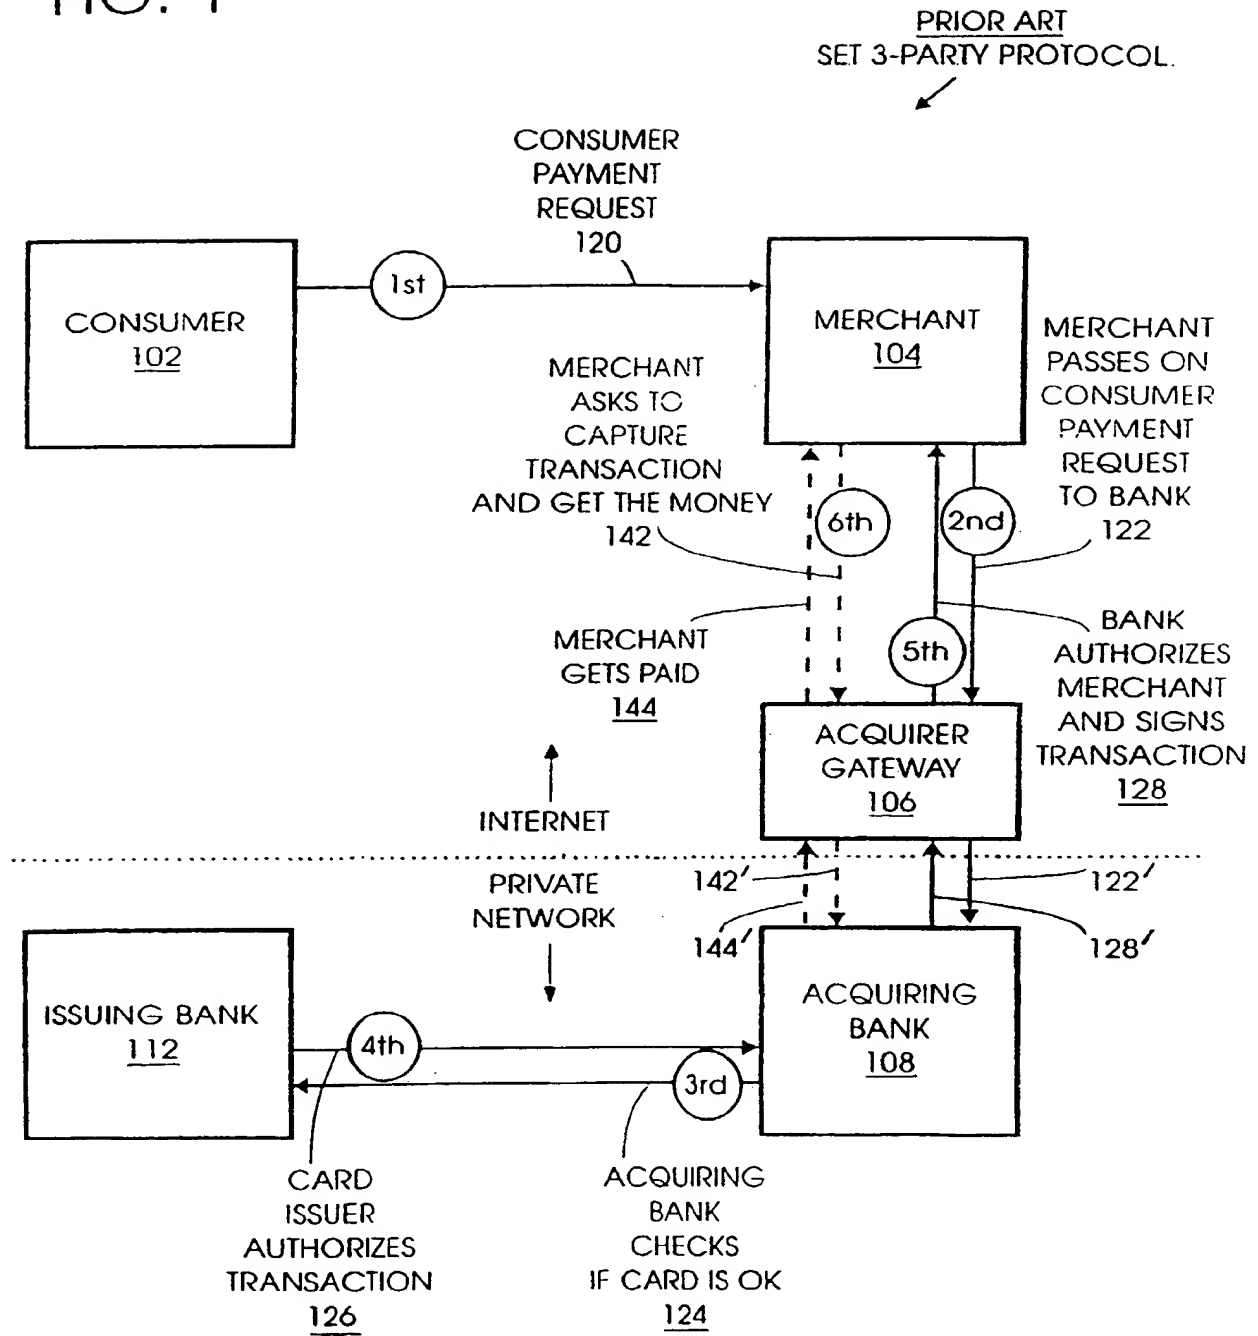 PRIOR ART
SET 3-PARTY PROTOCOL.
CONSUMER
PAYMENT
REQUEST
120
1st
CONSUMER
102
MERCHANT
104
MERCHANT
ASKS TO
CAPTURE
TRANSACTION
AND GET THE MONEY
142
MERCHANT
PASSES ON
CONSUMER
PAYMENT
REQUEST
TO BANK
122
6th
2nd
5th
MERCHANT
GETS PAID
144
BANK
AUTHORIZES
MERCHANT
AND SIGNS
TRANSACTION
128
ACQUIRER
GATEWAY
106
INTERNET
PRIVATE
NETWORK
142′
144′
122′
128′
ISSUING BANK
112
4th
3rd
ACQUIRING
BANK
108
CARD
ISSUER
AUTHORIZES
TRANSACTION
126
ACQUIRING
BANK
CHECKS
IF CARD IS OK
124